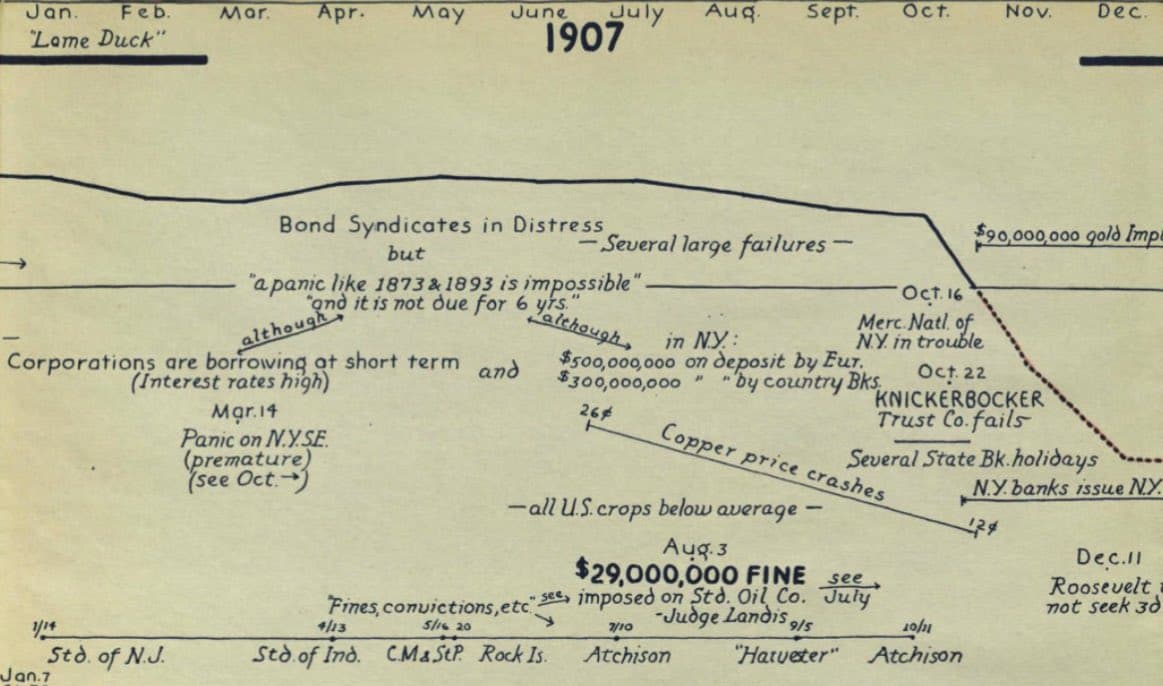 Jan. Feb. Mar. Apr. May June July Aug. Sept. Oct. Nov. Dec.
"Lame Duck"
1907
Bond Syndicates in Distress
— Several large failures —
but
$90,000,000 gold Imp
"a panic like 1873 & 1893 is impossible"
"and it is not due for 6 yrs."
although
although
Corporations are borrowing at short term
(Interest rates high)
and
in N.Y.:
$500,000,000 on deposit by Eur.
$300,000,000 " " by country Bks.
Mar. 14
Panic on N.Y.S.E.
(premature)
(see Oct.→)
Oct. 16
Merc. Natl. of
N.Y. in trouble
Oct. 22
KNICKERBOCKER
Trust Co. fails
Several State Bk. holidays
N.Y. banks issue N.Y.
26¢
Copper price crashes
12¢
— all U.S. crops below average —
Aug. 3
$29,000,000 FINE
imposed on Std. Oil Co.
- Judge Landis
see
July
Dec. 11
Roosevelt
not seek 3d
"Fines, convictions, etc." see
1/14 4/13 5/16 20 7/10 9/5 10/11
Std. of N.J. Std. of Ind. C.M & St.P. Rock Is. Atchison "Harvester" Atchison
Jan. 7